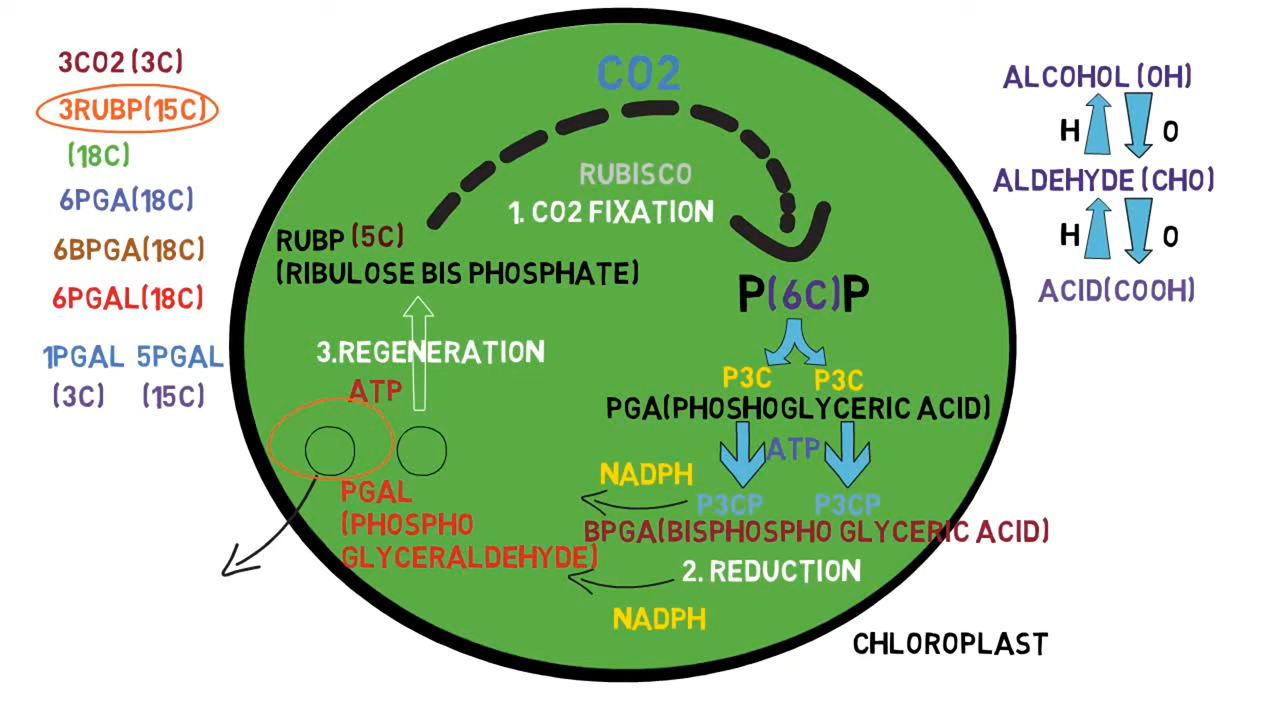 3CO2 (3C)
3RUBP(15C)
(18C)
6PGA(18C)
6BPGA(18C)
6PGAL(18C)
1PGAL 5PGAL
(3C) (15C)
CO2
RUBISCO
1. CO2 FIXATION
RUBP (5C)
(RIBULOSE BIS PHOSPHATE)
P(6C)P
3.REGENERATION
ATP
P3C P3C
PGA(PHOSHOGLYCERIC ACID)
ATP
NADPH
P3CP P3CP
BPGA(BISPHOSPHO GLYCERIC ACID)
PGAL
(PHOSPHO
GLYCERALDEHYDE)
2. REDUCTION
NADPH
CHLOROPLAST
ALCOHOL (OH)
H O
ALDEHYDE (CHO)
H O
ACID(COOH)